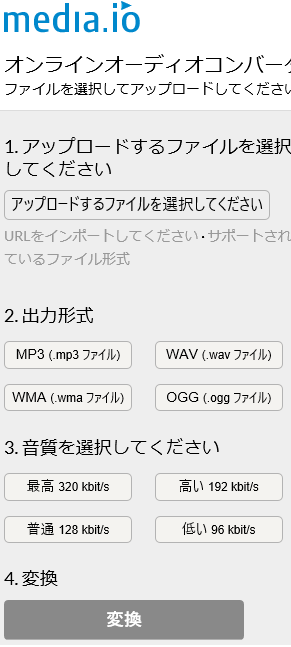 media.io
オンラインオーディオコンバー
ファイルを選択してアップロードしてください
1. アップロードするファイルを選択
してください
アップロードするファイルを選択してください
URLをインポートしてください・サポートされ
ているファイル形式
2. 出力形式
MP3 (.mp3 ファイル) WAV (.wav ファイル)
WMA (.wma ファイル) OGG (.ogg ファイル)
3. 音質を選択してください
最高 320 kbit/s 高い 192 kbit/s
普通 128 kbit/s 低い 96 kbit/s
4. 変換
変換